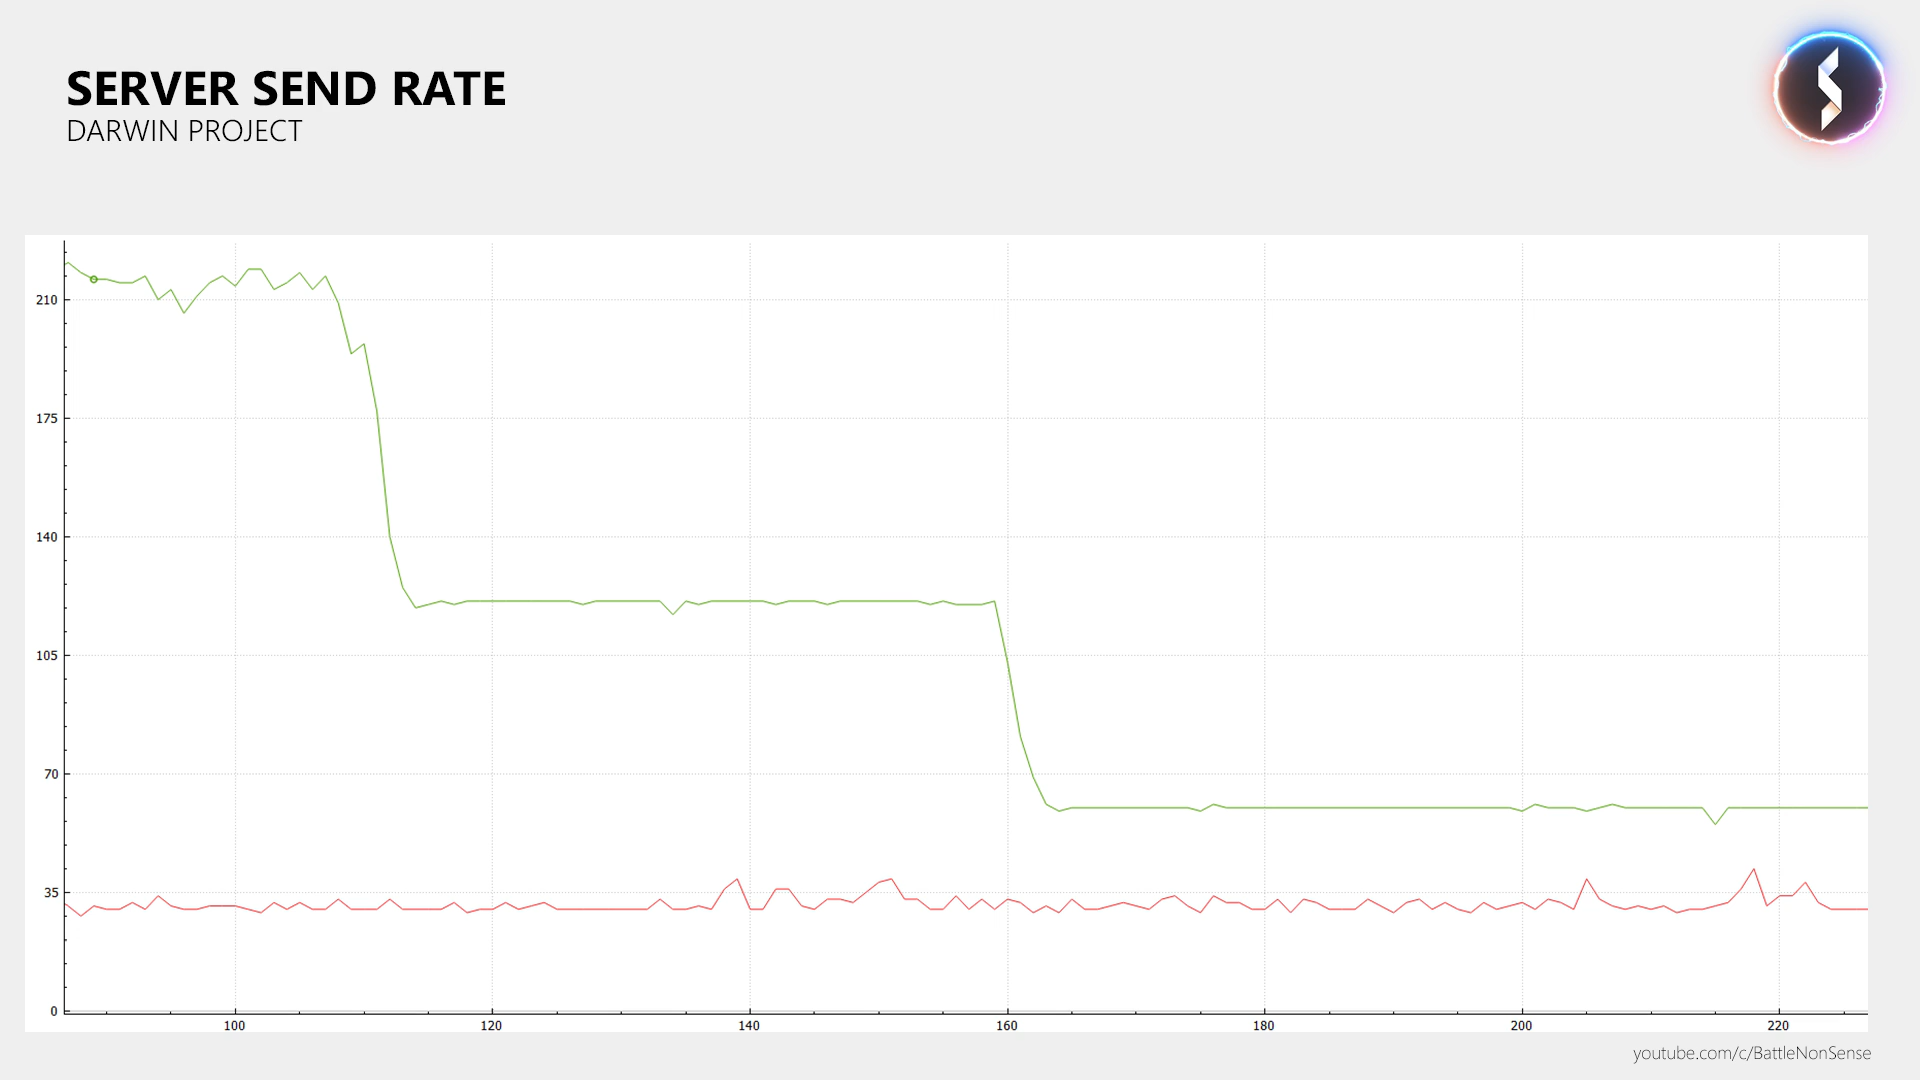 SERVER SEND RATE
DARWIN PROJECT
210
175
140
105
70
35
0
100 120 140 160 180 200 220
youtube.com/c/BattleNonSense